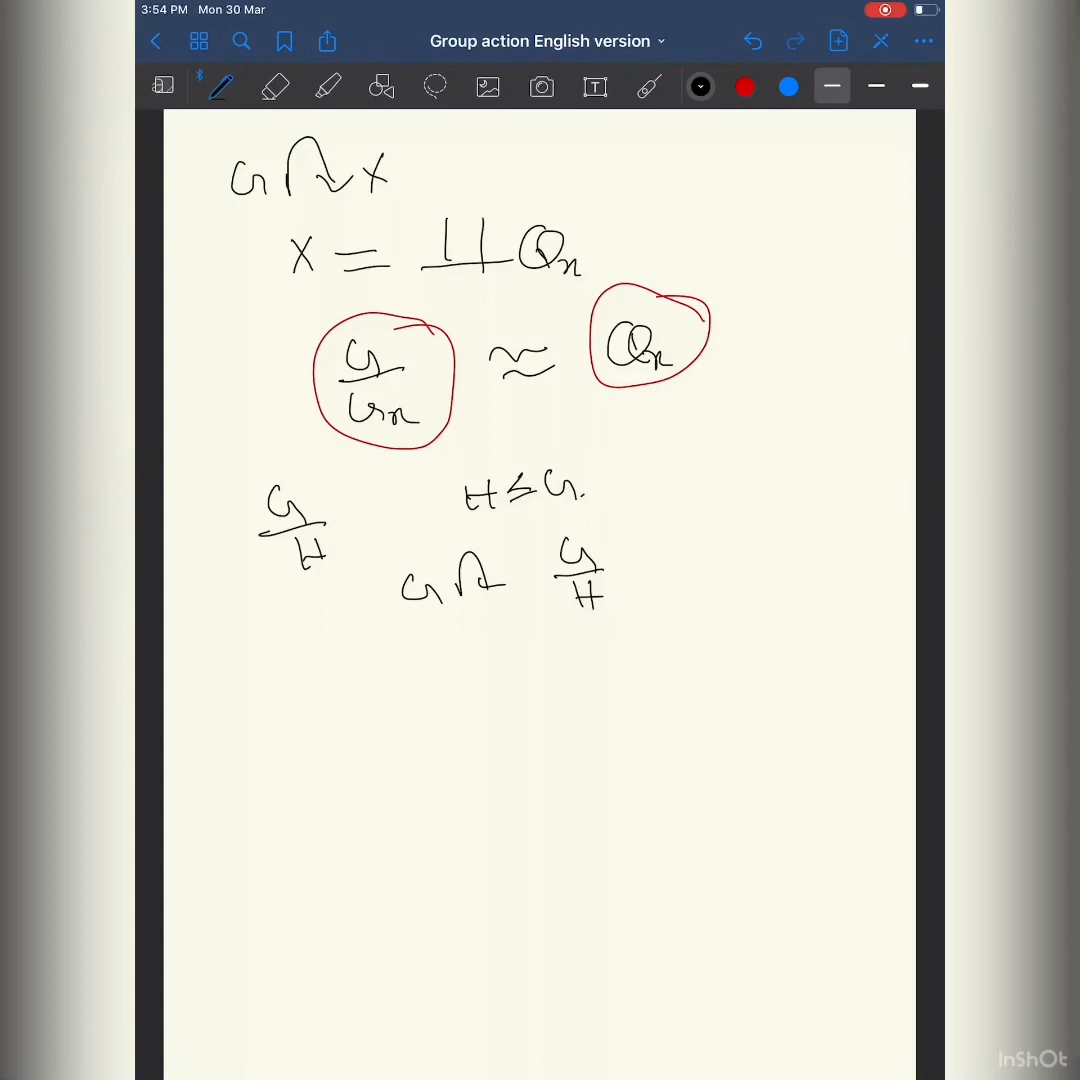 3:54 PM Mon 30 Mar
Group action English version
T
G ↷ X
X = ⨿ Oₓ
G/Gₓ ≈ Oₓ
G/H H ≤ G.
G ↷ G/H
InShOt